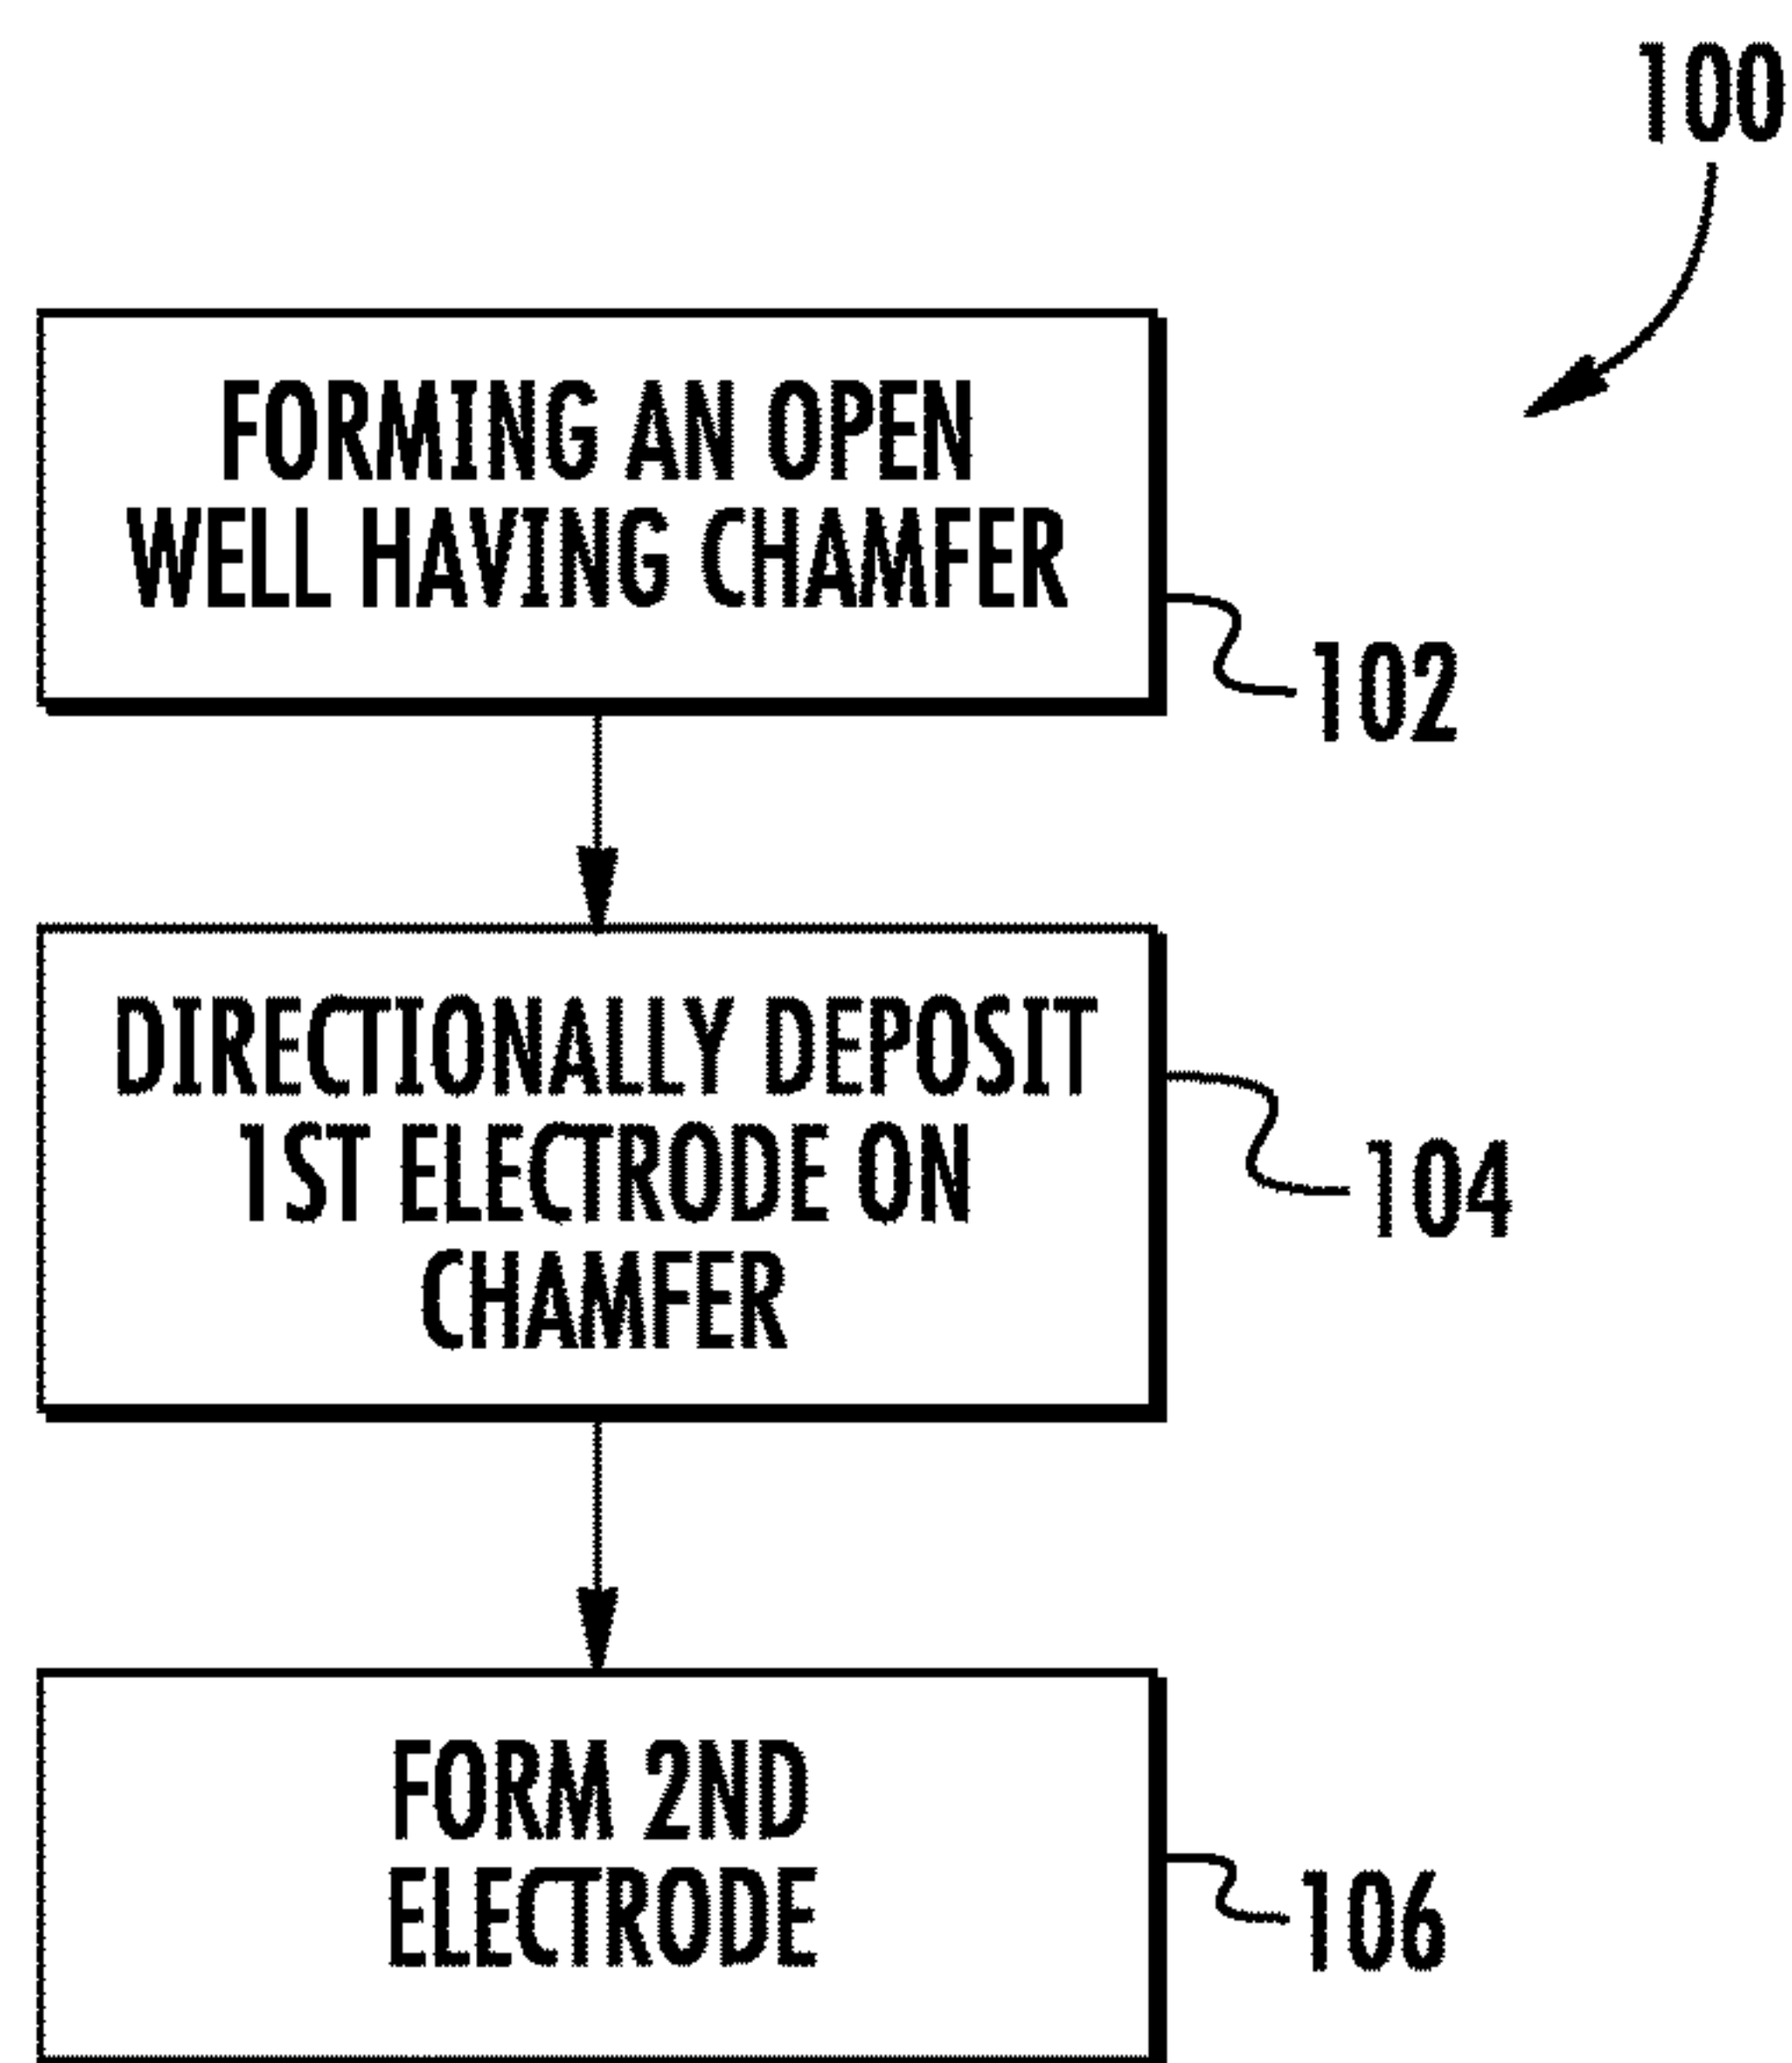 100
FORMING AN OPEN
WELL HAVING CHAMFER
102
DIRECTIONALLY DEPOSIT
1ST ELECTRODE ON
CHAMFER
104
FORM 2ND
ELECTRODE
106